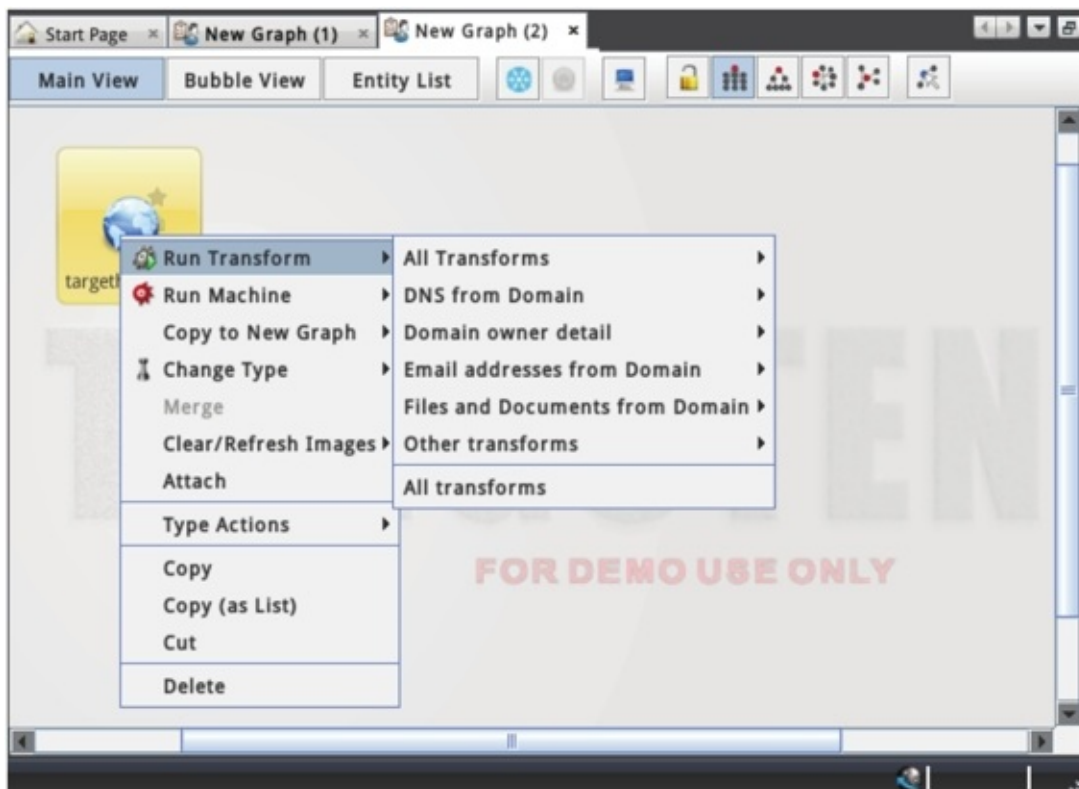 Start Page
New Graph (1)
New Graph (2)
Main View
Bubble View
Entity List
targeth
Run Transform
Run Machine
Copy to New Graph
Change Type
Merge
Clear/Refresh Images
Attach
Type Actions
Copy
Copy (as List)
Cut
Delete
All Transforms
DNS from Domain
Domain owner detail
Email addresses from Domain
Files and Documents from Domain
Other transforms
All transforms
FOR DEMO USE ONLY